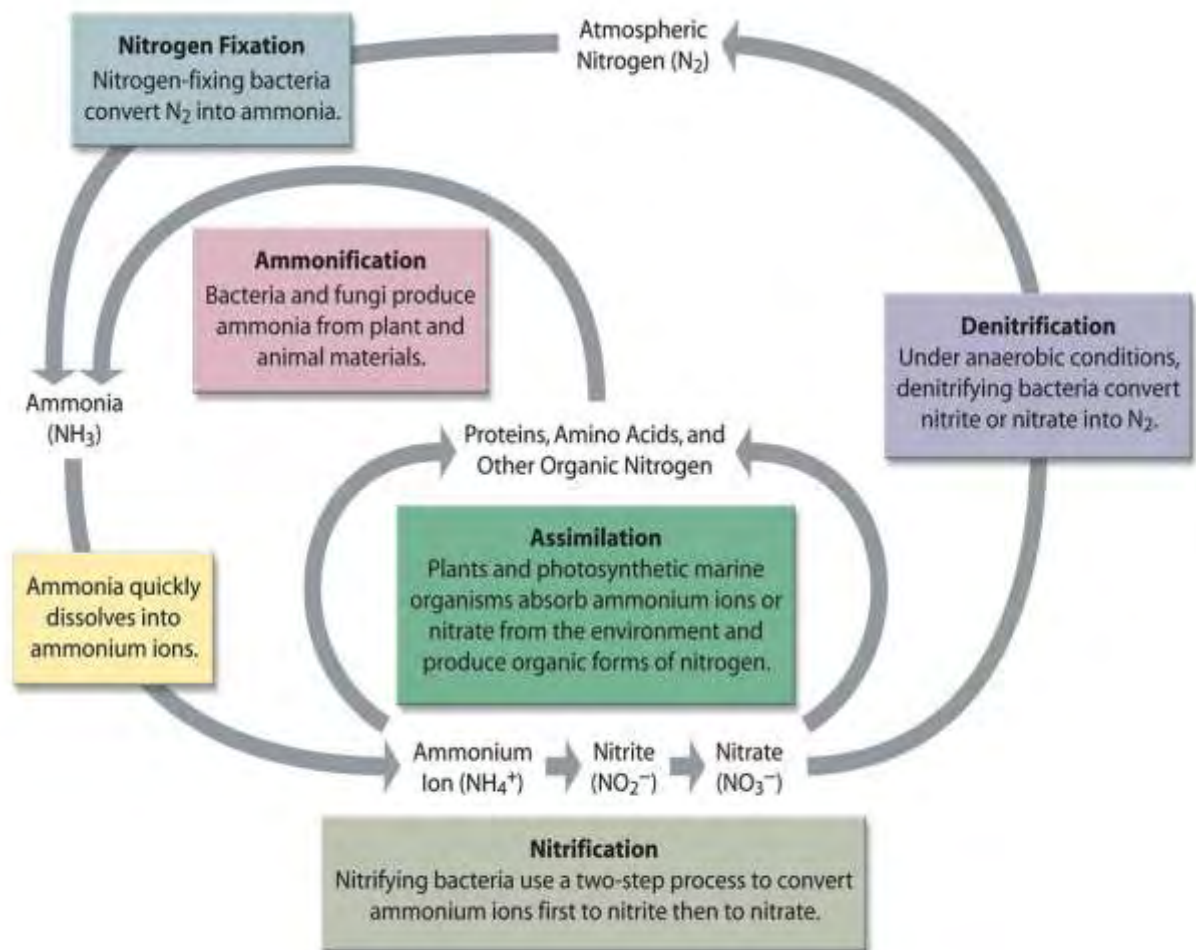 Nitrogen Fixation
Nitrogen-fixing bacteria
convert N₂ into ammonia.
Atmospheric
Nitrogen (N₂)
Ammonification
Bacteria and fungi produce
ammonia from plant and
animal materials.
Denitrification
Under anaerobic conditions,
denitrifying bacteria convert
nitrite or nitrate into N₂.
Ammonia
(NH₃)
Proteins, Amino Acids, and
Other Organic Nitrogen
Assimilation
Plants and photosynthetic marine
organisms absorb ammonium ions or
nitrate from the environment and
produce organic forms of nitrogen.
Ammonia quickly
dissolves into
ammonium ions.
Ammonium
Ion (NH₄⁺)
Nitrite
(NO₂⁻)
Nitrate
(NO₃⁻)
Nitrification
Nitrifying bacteria use a two-step process to convert
ammonium ions first to nitrite then to nitrate.